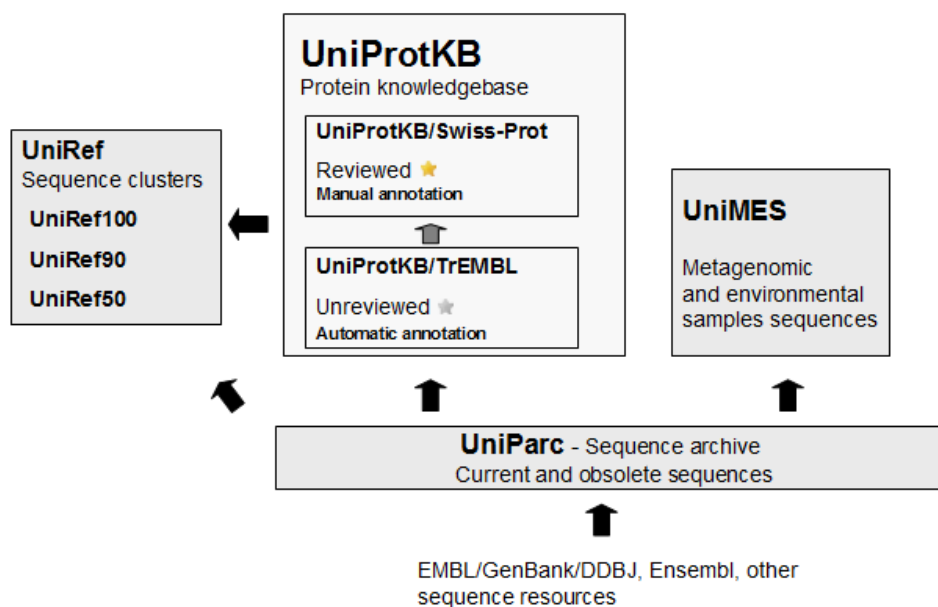 UniProtKB
Protein knowledgebase
UniProtKB/Swiss-Prot
Reviewed
Manual annotation
UniProtKB/TrEMBL
Unreviewed
Automatic annotation
UniRef
Sequence clusters
UniRef100
UniRef90
UniRef50
UniMES
Metagenomic
and environmental
samples sequences
UniParc - Sequence archive
Current and obsolete sequences
EMBL/GenBank/DDBJ, Ensembl, other
sequence resources